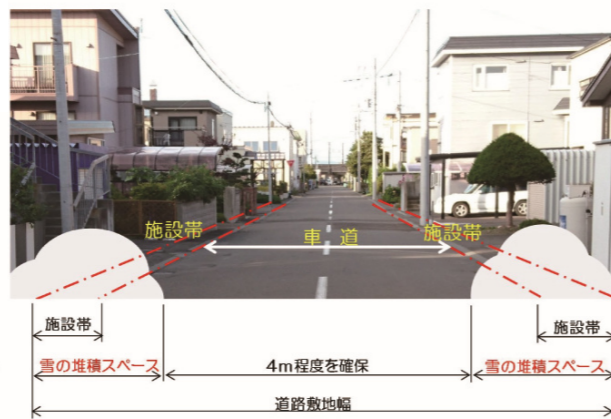 施設帯
車 道
施設帯
施設帯
施設帯
雪の堆積スペース
4m程度を確保
雪の堆積スペース
道路敷地幅